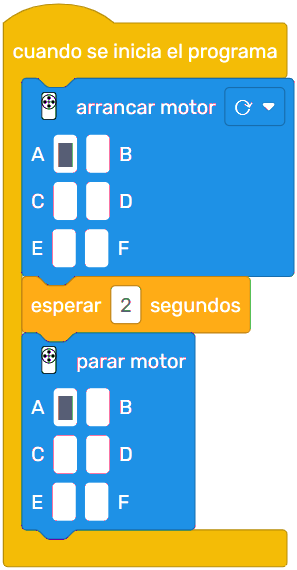 cuando se inicia el programa
arrancar motor
A B
C D
E F
esperar 2 segundos
parar motor
A B
C D
E F